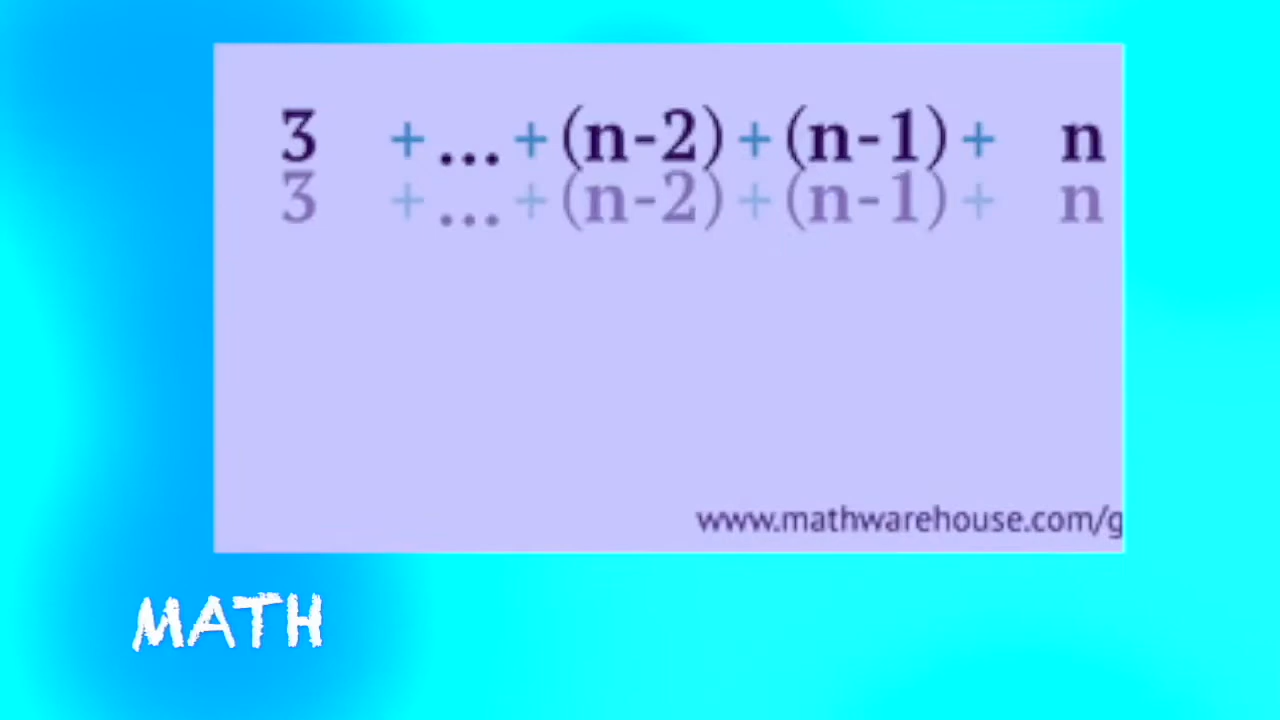 3 + ... + (n-2) + (n-1) + n
3 + ... + (n-2) + (n-1) + n
www.mathwarehouse.com/g
MATH